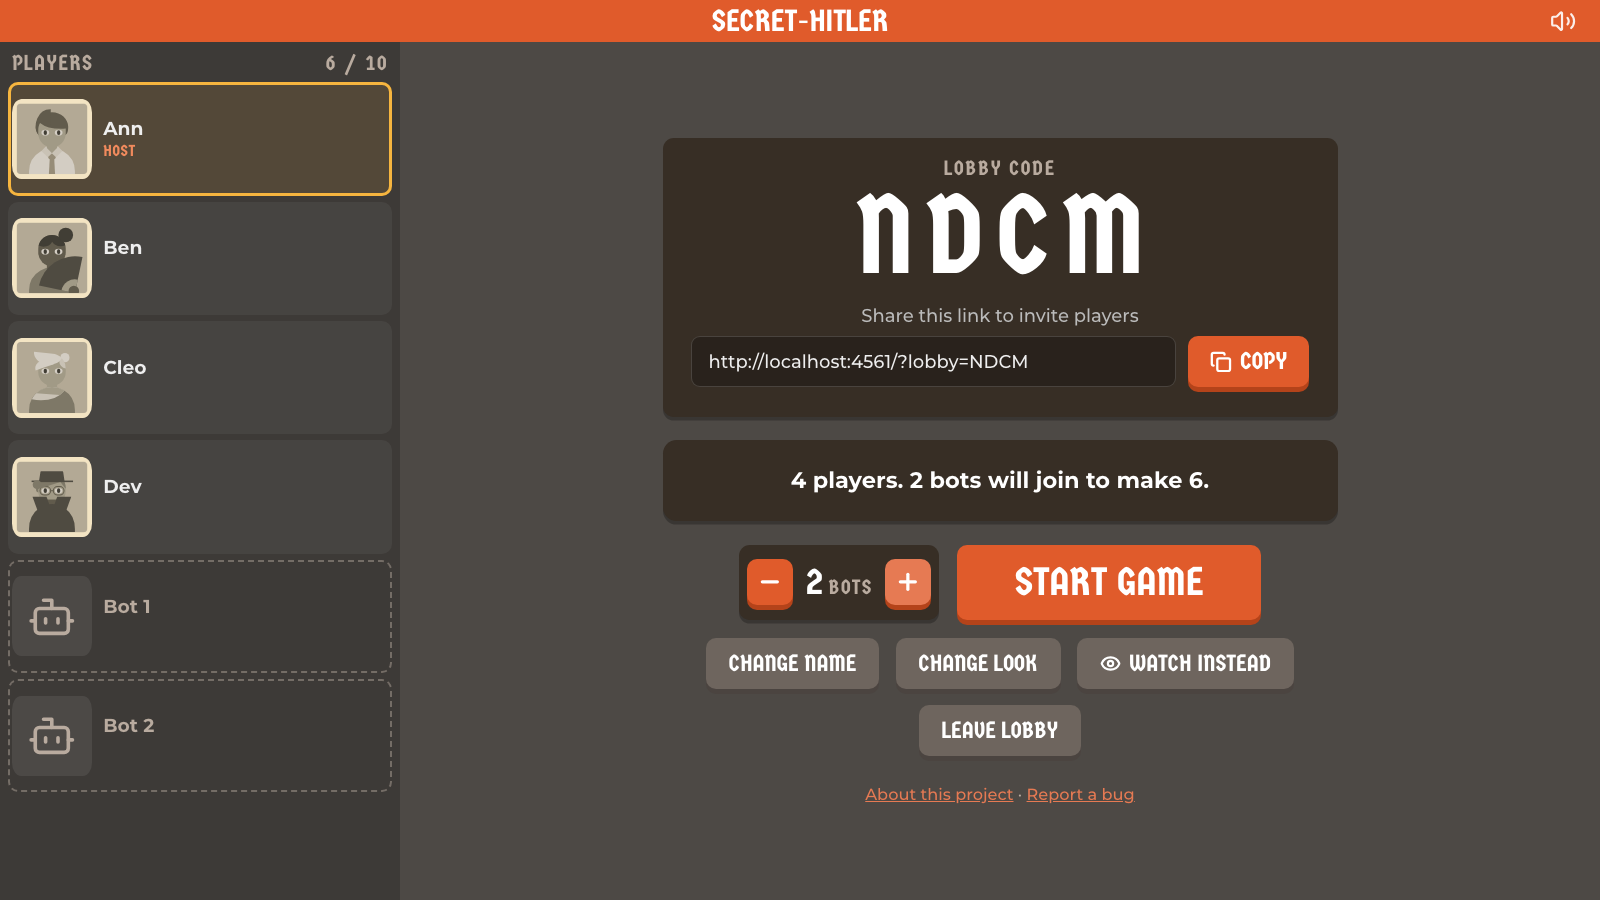 SECRET-HITLER
PLAYERS 6 / 10
Ann
HOST
Ben
Cleo
Dev
Bot 1
Bot 2
LOBBY CODE
NDCM
Share this link to invite players
http://localhost:4561/?lobby=NDCM
COPY
4 players. 2 bots will join to make 6.
2 BOTS
START GAME
CHANGE NAME
CHANGE LOOK
WATCH INSTEAD
LEAVE LOBBY
About this project · Report a bug